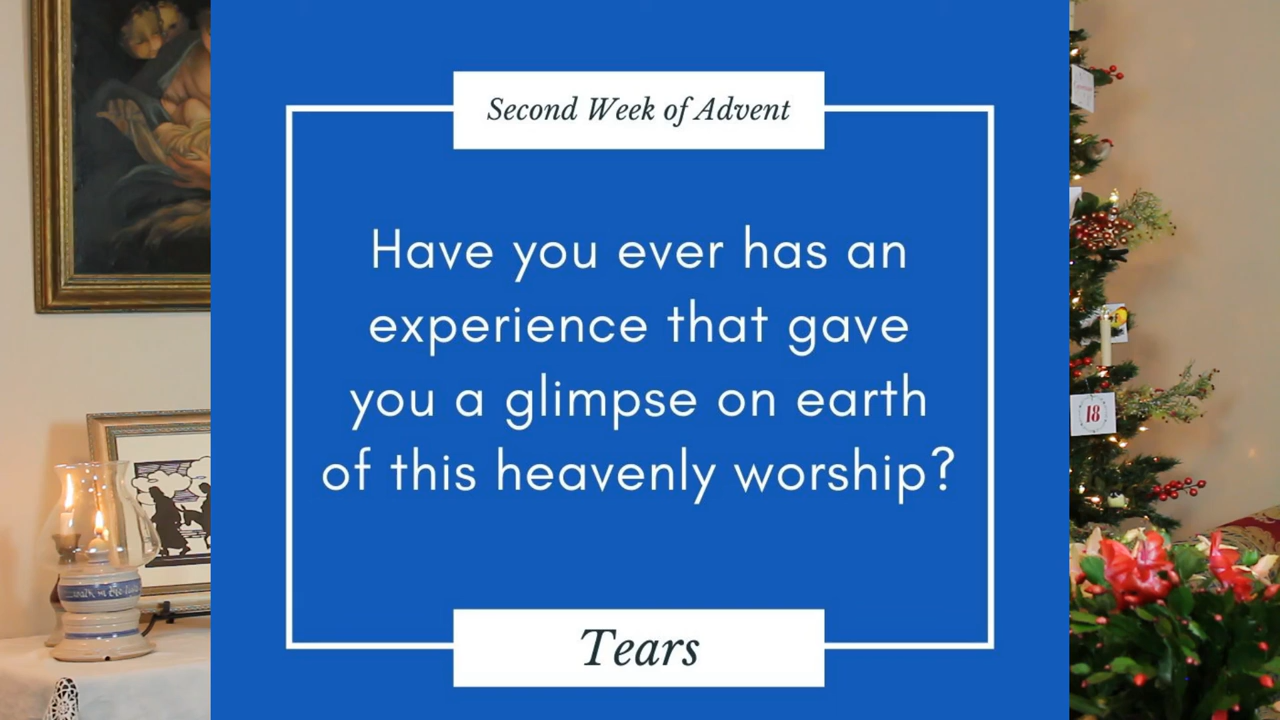 Second Week of Advent
Have you ever has an
experience that gave
you a glimpse on earth
of this heavenly worship?
Tears
18